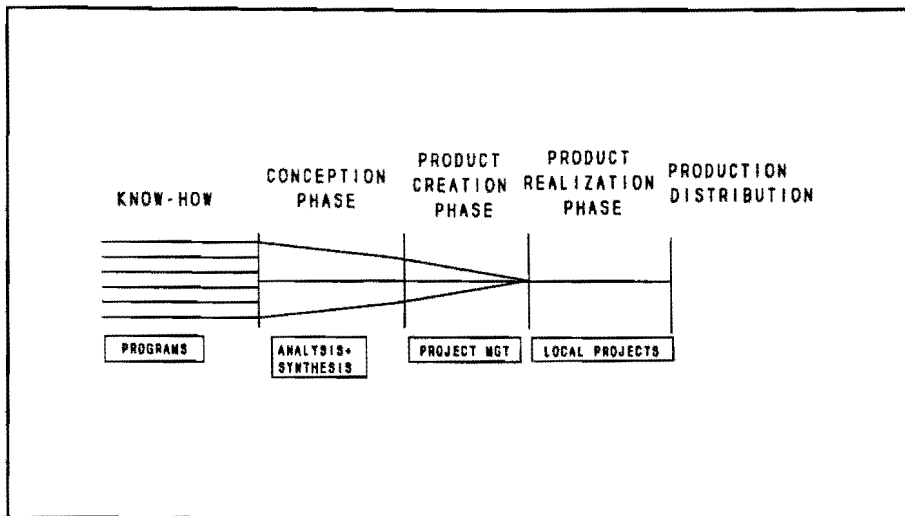 KNOW-HOW
CONCEPTION
PHASE
PRODUCT
CREATION
PHASE
PRODUCT
REALIZATION
PHASE
PRODUCTION
DISTRIBUTION
PROGRAMS
ANALYSIS+
SYNTHESIS
PROJECT MGT
LOCAL PROJECTS